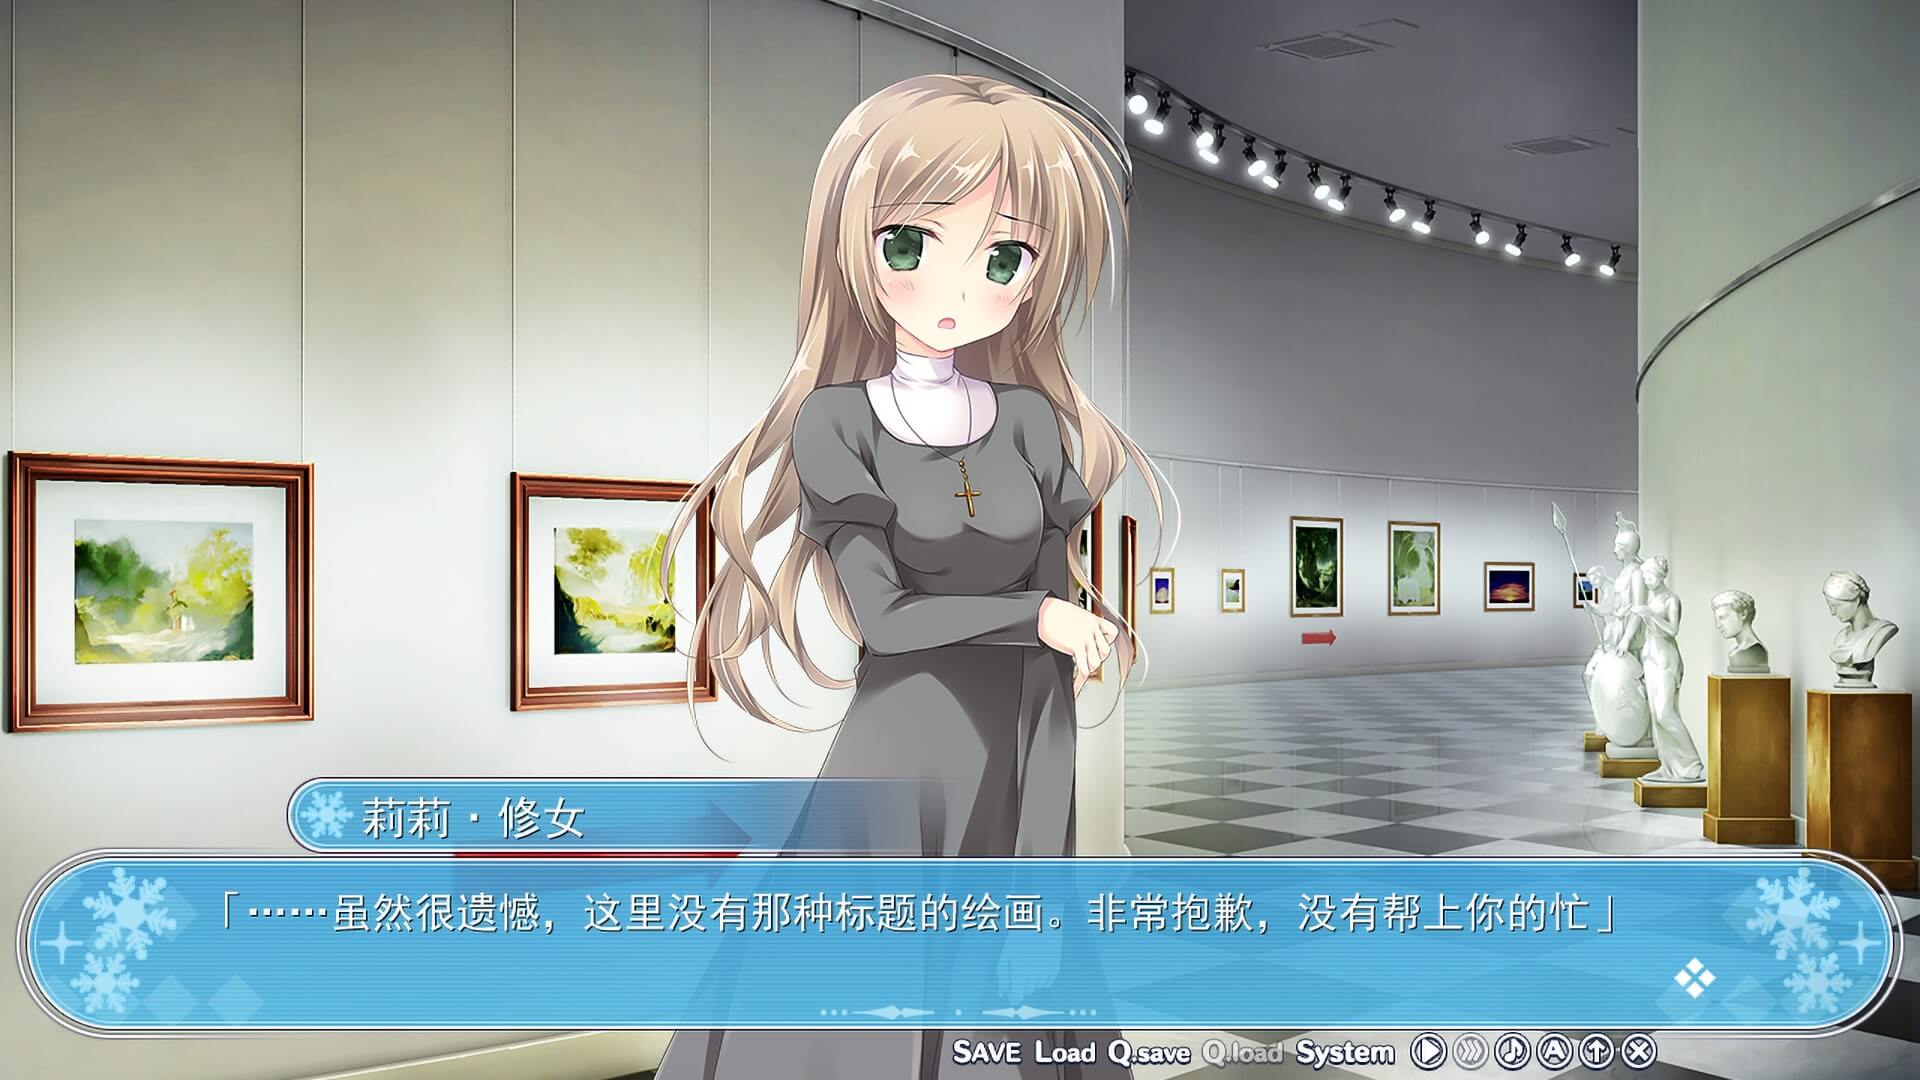 莉莉·修女
「……虽然很遗憾，这里没有那种标题的绘画。非常抱歉，没有帮上你的忙」
SAVE Load Q.save Q.load System